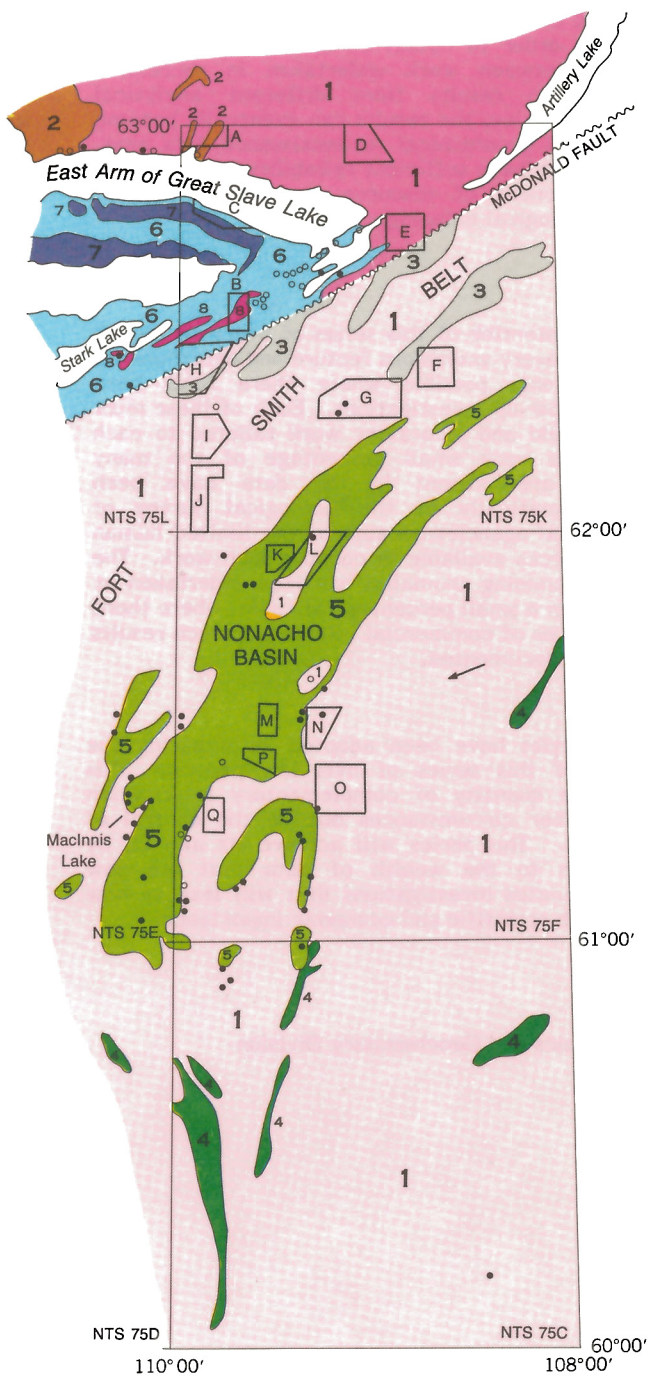 2
1
Artillery Lake
2
63°00'
2
2
A
D
McDONALD FAULT
East Arm of Great Slave Lake
1
7
7
C
6
E
7
6
3
BELT
B
3
6
8
8
1
Stark Lake
8
3
H
F
6
3
SMITH
G
5
I
1
J
5
NTS 75L
NTS 75K
62°00'
K
L
FORT
1
5
1
NONACHO
BASIN
1
4
M
N
5
P
O
Q
5
MacInnis
Lake
5
1
5
NTS 75E
NTS 75F
5
61°00'
5
4
1
4
4
4
4
4
1
NTS 75D
NTS 75C
60°00'
110°00'
108°00'